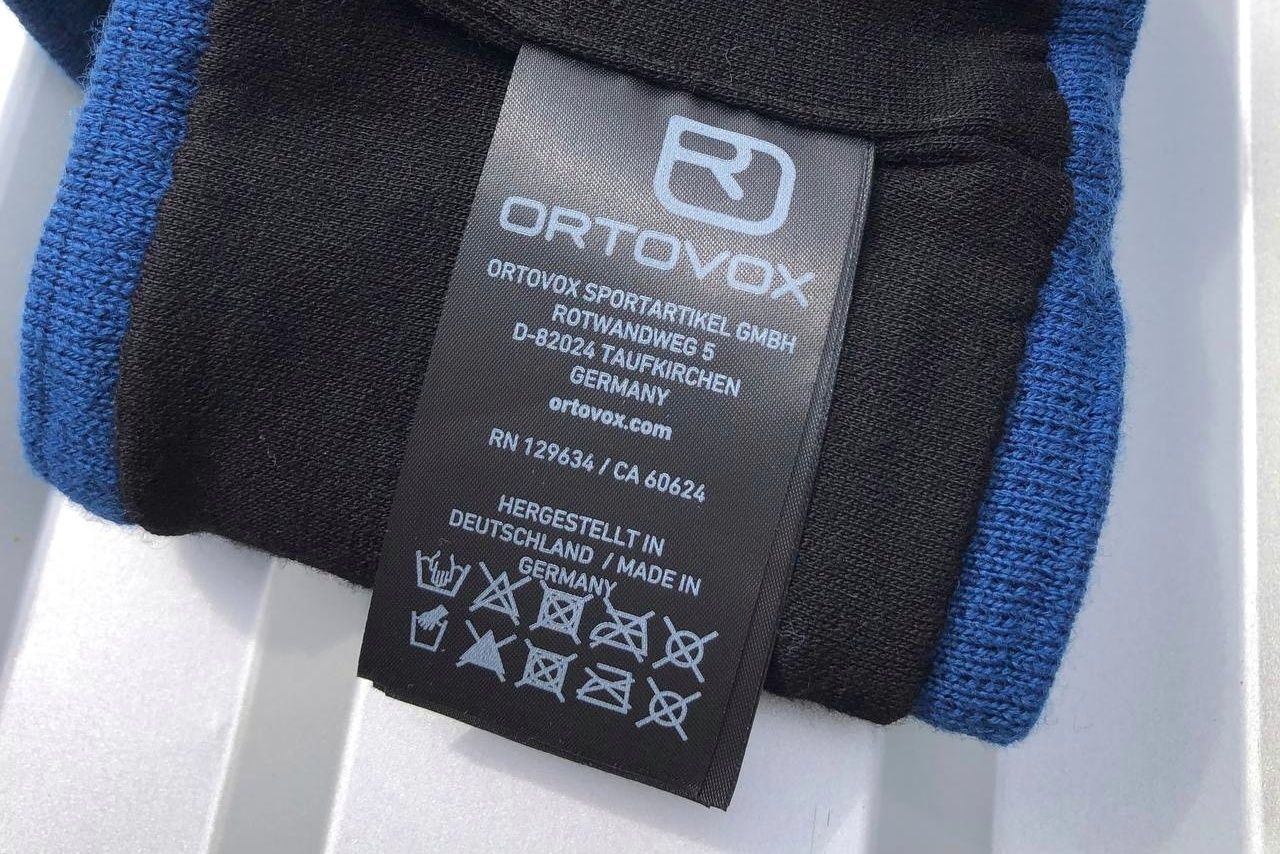 ORTOVOX
ORTOVOX SPORTARTIKEL GMBH
ROTWANDWEG 5
D-82024 TAUFKIRCHEN
GERMANY
ortovox.com
RN 129634 / CA 60624
HERGESTELLT IN
DEUTSCHLAND / MADE IN
GERMANY